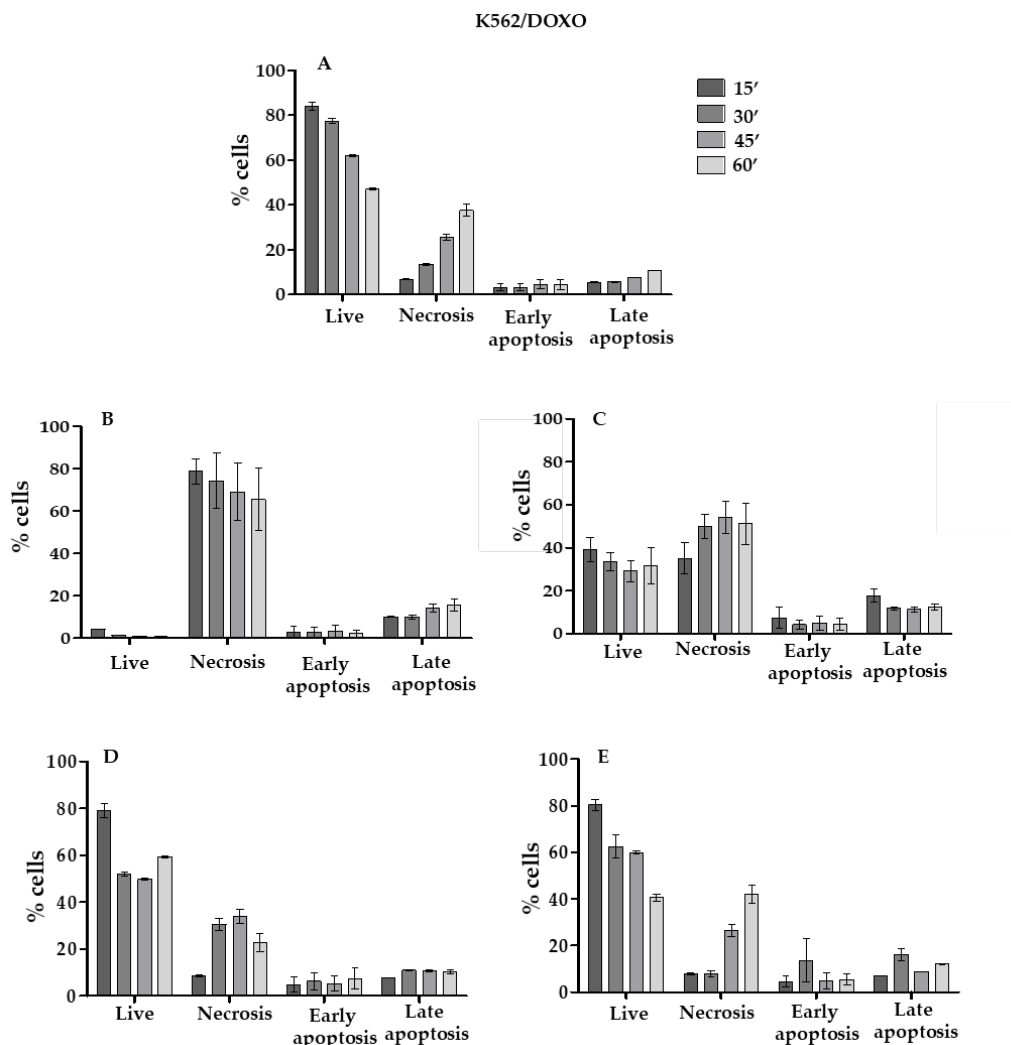 K562/DOXO
A
100
80
60
40
20
0
% cells
Live
Necrosis
Early
apoptosis
Late
apoptosis
15′
30′
45′
60′
B
100
80
60
40
20
0
% cells
Live
Necrosis
Early
apoptosis
Late
apoptosis
C
100
80
60
40
20
0
% cells
Live
Necrosis
Early
apoptosis
Late
apoptosis
D
100
80
60
40
20
0
% cells
Live
Necrosis
Early
apoptosis
Late
apoptosis
E
100
80
60
40
20
0
% cells
Live
Necrosis
Early
apoptosis
Late
apoptosis